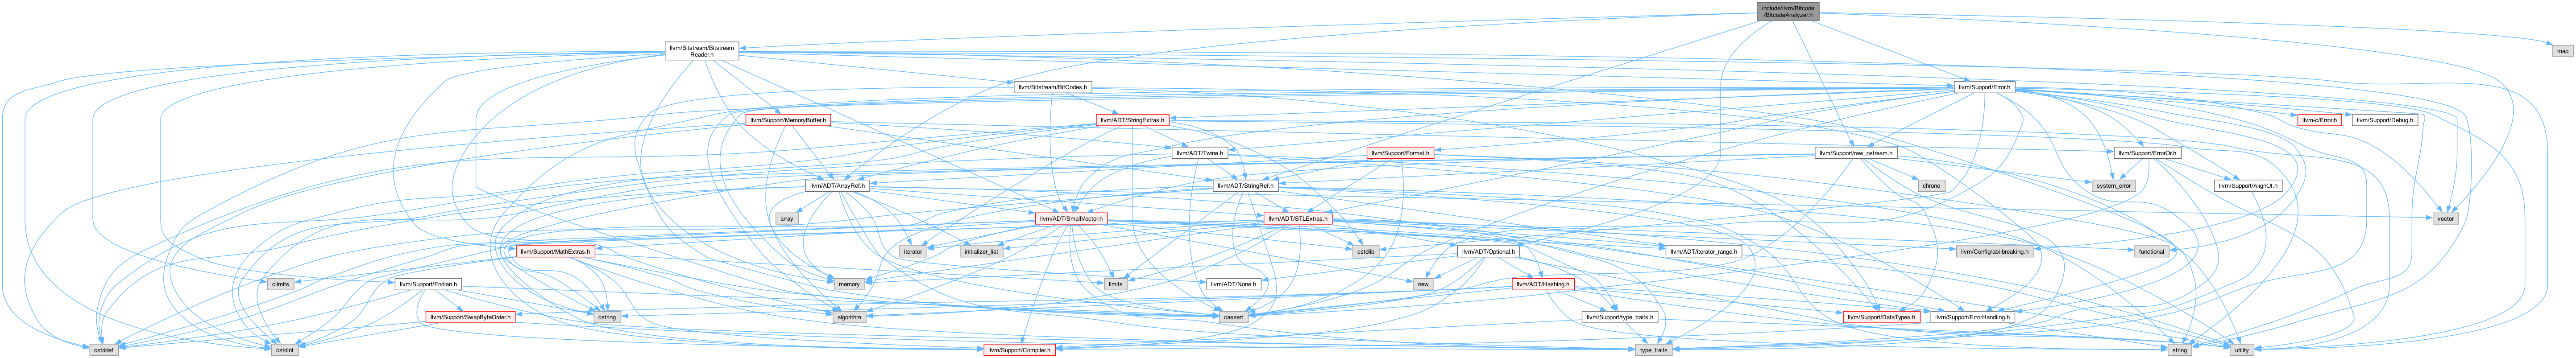 include/llvm/Bitcode
/BitcodeAnalyzer.h
llvm/Bitstream/Bitstream
Reader.h
map
llvm/Bitstream/BitCodes.h
llvm/Support/Error.h
llvm/Support/MemoryBuffer.h
llvm/ADT/StringExtras.h
llvm-c/Error.h
llvm/Support/Debug.h
llvm/ADT/Twine.h
llvm/Support/Format.h
llvm/Support/raw_ostream.h
llvm/Support/ErrorOr.h
llvm/ADT/ArrayRef.h
llvm/ADT/StringRef.h
chrono
system_error
llvm/Support/AlignOf.h
array
llvm/ADT/SmallVector.h
llvm/ADT/STLExtras.h
vector
llvm/Support/MathExtras.h
iterator
initializer_list
cstdlib
llvm/ADT/Optional.h
llvm/ADT/iterator_range.h
llvm/Config/abi-breaking.h
functional
climits
llvm/Support/Endian.h
memory
limits
llvm/ADT/None.h
new
llvm/ADT/Hashing.h
llvm/Support/SwapByteOrder.h
cstring
algorithm
cassert
llvm/Support/type_traits.h
llvm/Support/DataTypes.h
llvm/Support/ErrorHandling.h
cstddef
cstdint
llvm/Support/Compiler.h
type_traits
string
utility